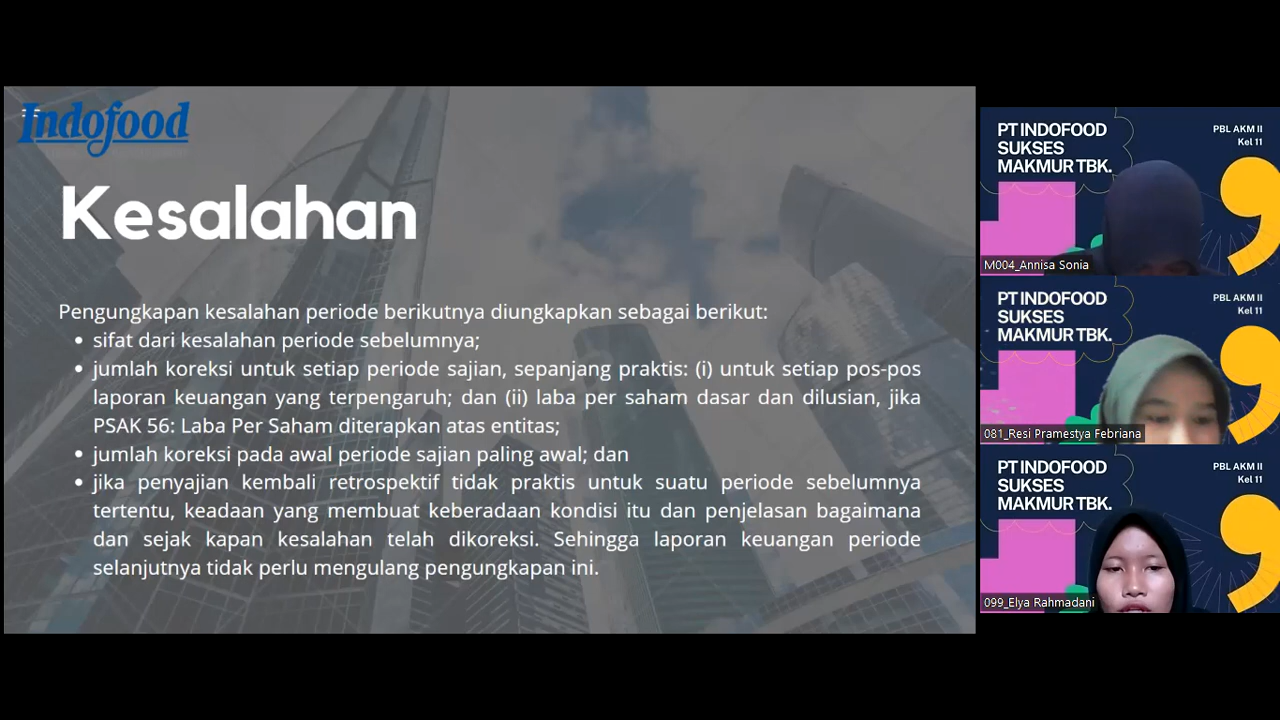 Indofood
Kesalahan
Pengungkapan kesalahan periode berikutnya diungkapkan sebagai berikut:
• sifat dari kesalahan periode sebelumnya;
• jumlah koreksi untuk setiap periode sajian, sepanjang praktis: (i) untuk setiap pos-pos
laporan keuangan yang terpengaruh; dan (ii) laba per saham dasar dan dilusian, jika
PSAK 56: Laba Per Saham diterapkan atas entitas;
• jumlah koreksi pada awal periode sajian paling awal; dan
• jika penyajian kembali retrospektif tidak praktis untuk suatu periode sebelumnya
tertentu, keadaan yang membuat keberadaan kondisi itu dan penjelasan bagaimana
dan sejak kapan kesalahan telah dikoreksi. Sehingga laporan keuangan periode
selanjutnya tidak perlu mengulang pengungkapan ini.
PT INDOFOOD
SUKSES
MAKMUR TBK.
PBL AKM II
Kel 11
M004_Annisa Sonia
PT INDOFOOD
SUKSES
MAKMUR TBK.
PBL AKM II
Kel 11
081_Resi Pramestya Febriana
PT INDOFOOD
SUKSES
MAKMUR TBK.
PBL AKM II
Kel 11
099_Elya Rahmadani